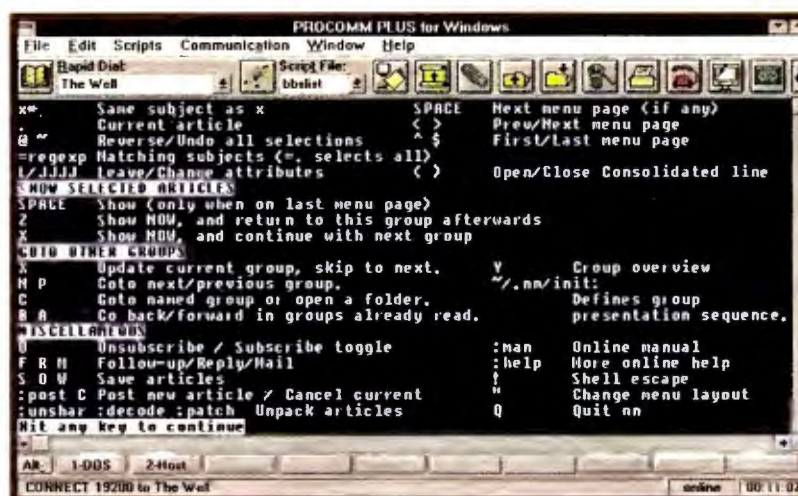 PROCOMM PLUS for Windows
File Edit Scripts Communication Window Help
Rapid Dial: Script File:
The Well bbslist
x*. Same subject as x SPACE Next menu page (if any)
. Current article < > Prev/Next menu page
@ ~ Reverse/Undo all selections ^ $ First/Last menu page
=regexp Matching subjects (=. selects all)
L/JJJJ Leave/Change attributes ( ) Open/Close Consolidated line
SHOW SELECTED ARTICLES
SPACE Show (only when on last menu page)
Z Show NOW, and return to this group afterwards
X Show NOW, and continue with next group
GOTO OTHER GROUPS
X Update current group, skip to next. Y Group overview
N P Goto next/previous group. ~/.nn/init:
G Goto named group or open a folder. Defines group
B A Go back/forward in groups already read. presentation sequence.
MISCELLANEOUS
U Unsubscribe / Subscribe toggle :man Online manual
F R M Follow-up/Reply/Mail :help More online help
S O W Save articles ! Shell escape
:post C Post new article / Cancel current " Change menu layout
:unshar :decode :patch Unpack articles Q Quit nn
Hit any key to continue
Alt- 1-DOS 2-Host
CONNECT 19200 to The Well online 00:11:02